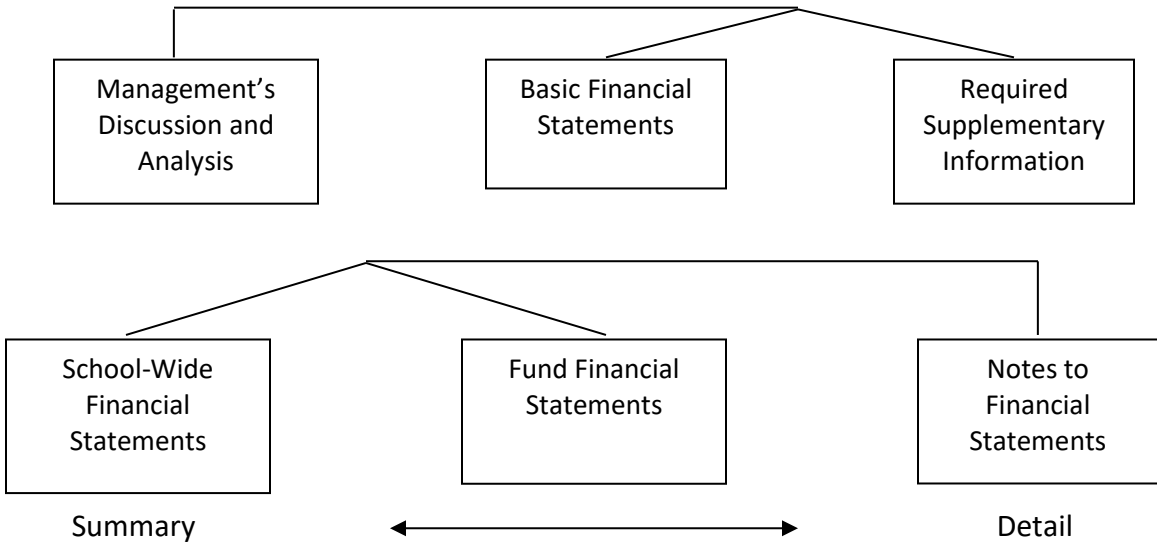 Management’s
Discussion and
Analysis
Basic Financial
Statements
Required
Supplementary
Information
School-Wide
Financial
Statements
Fund Financial
Statements
Notes to
Financial
Statements
Summary
Detail